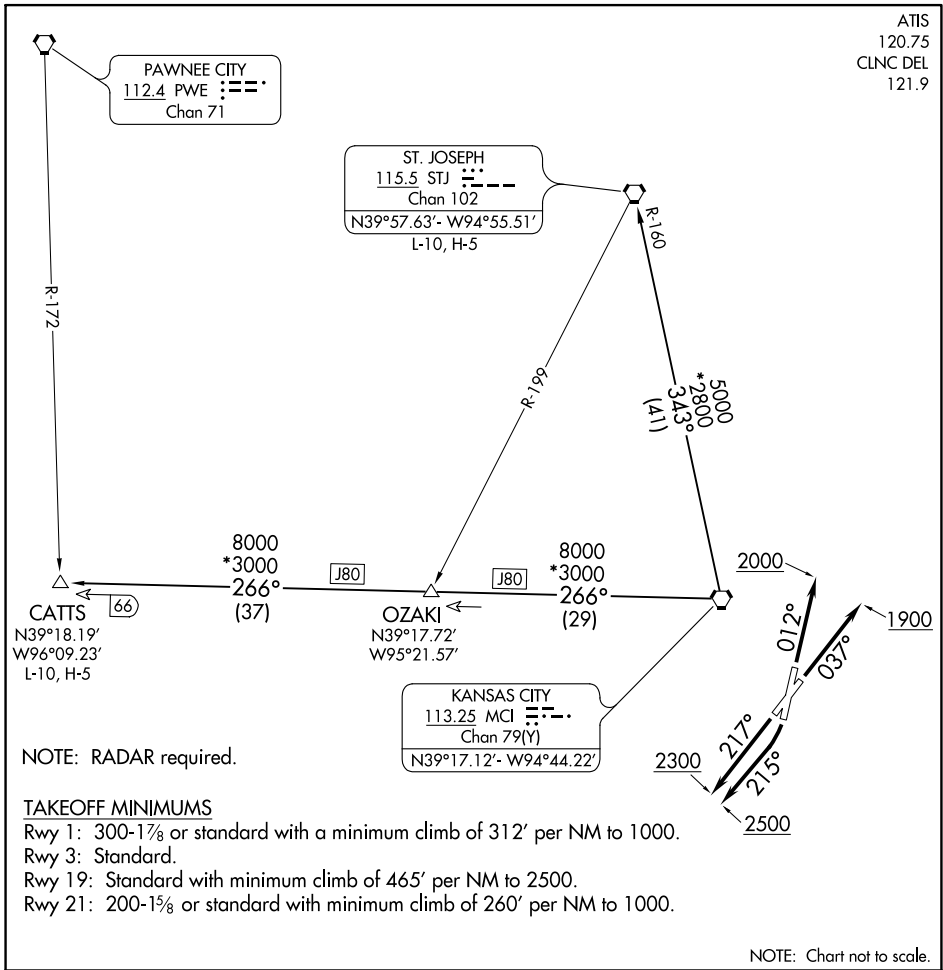 ATIS
120.75
CLNC DEL
121.9
PAWNEE CITY
112.4 PWE
Chan 71
ST. JOSEPH
115.5 STJ
Chan 102
N39°57.63′- W94°55.51′
L-10, H-5
R-160
R-172
R-199
5000
*2800
343°
(41)
8000
*3000
266°
(37)
J80
J80
8000
*3000
266°
(29)
CATTS
N39°18.19′
W96°09.23′
L-10, H-5
66
OZAKI
N39°17.72′
W95°21.57′
KANSAS CITY
113.25 MCI
Chan 79(Y)
N39°17.12′- W94°44.22′
2000
1900
012°
037°
217°
215°
2300
2500
NOTE: RADAR required.
TAKEOFF MINIMUMS
Rwy 1: 300-1⅞ or standard with a minimum climb of 312′ per NM to 1000.
Rwy 3: Standard.
Rwy 19: Standard with minimum climb of 465′ per NM to 2500.
Rwy 21: 200-1⅝ or standard with minimum climb of 260′ per NM to 1000.
NOTE: Chart not to scale.